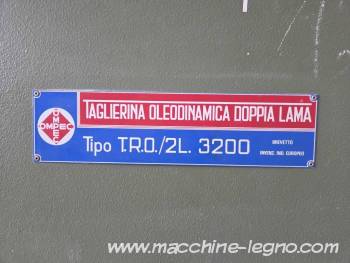 OMPEC
TAGLIERINA OLEODINAMICA DOPPIA LAMA
Tipo T.R.O./2L. 3200
BREVETTO
www.macchine-legno.com